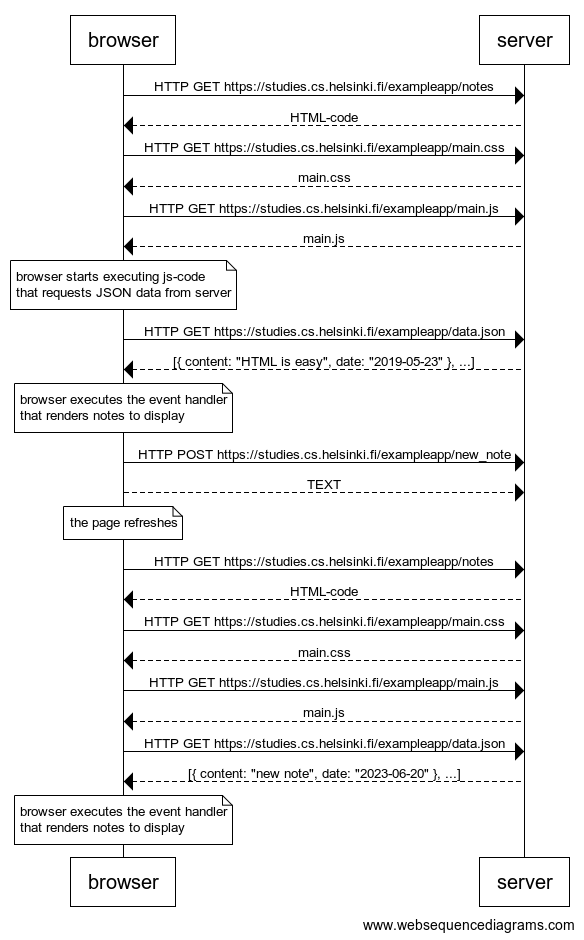 browser
server
HTTP GET https://studies.cs.helsinki.fi/exampleapp/notes
HTML-code
HTTP GET https://studies.cs.helsinki.fi/exampleapp/main.css
main.css
HTTP GET https://studies.cs.helsinki.fi/exampleapp/main.js
main.js
browser starts executing js-code
that requests JSON data from server
HTTP GET https://studies.cs.helsinki.fi/exampleapp/data.json
[{ content: "HTML is easy", date: "2019-05-23" }, ...]
browser executes the event handler
that renders notes to display
HTTP POST https://studies.cs.helsinki.fi/exampleapp/new_note
TEXT
the page refreshes
HTTP GET https://studies.cs.helsinki.fi/exampleapp/notes
HTML-code
HTTP GET https://studies.cs.helsinki.fi/exampleapp/main.css
main.css
HTTP GET https://studies.cs.helsinki.fi/exampleapp/main.js
main.js
HTTP GET https://studies.cs.helsinki.fi/exampleapp/data.json
[{ content: "new note", date: "2023-06-20" }, ...]
browser executes the event handler
that renders notes to display
browser
server
www.websequencediagrams.com